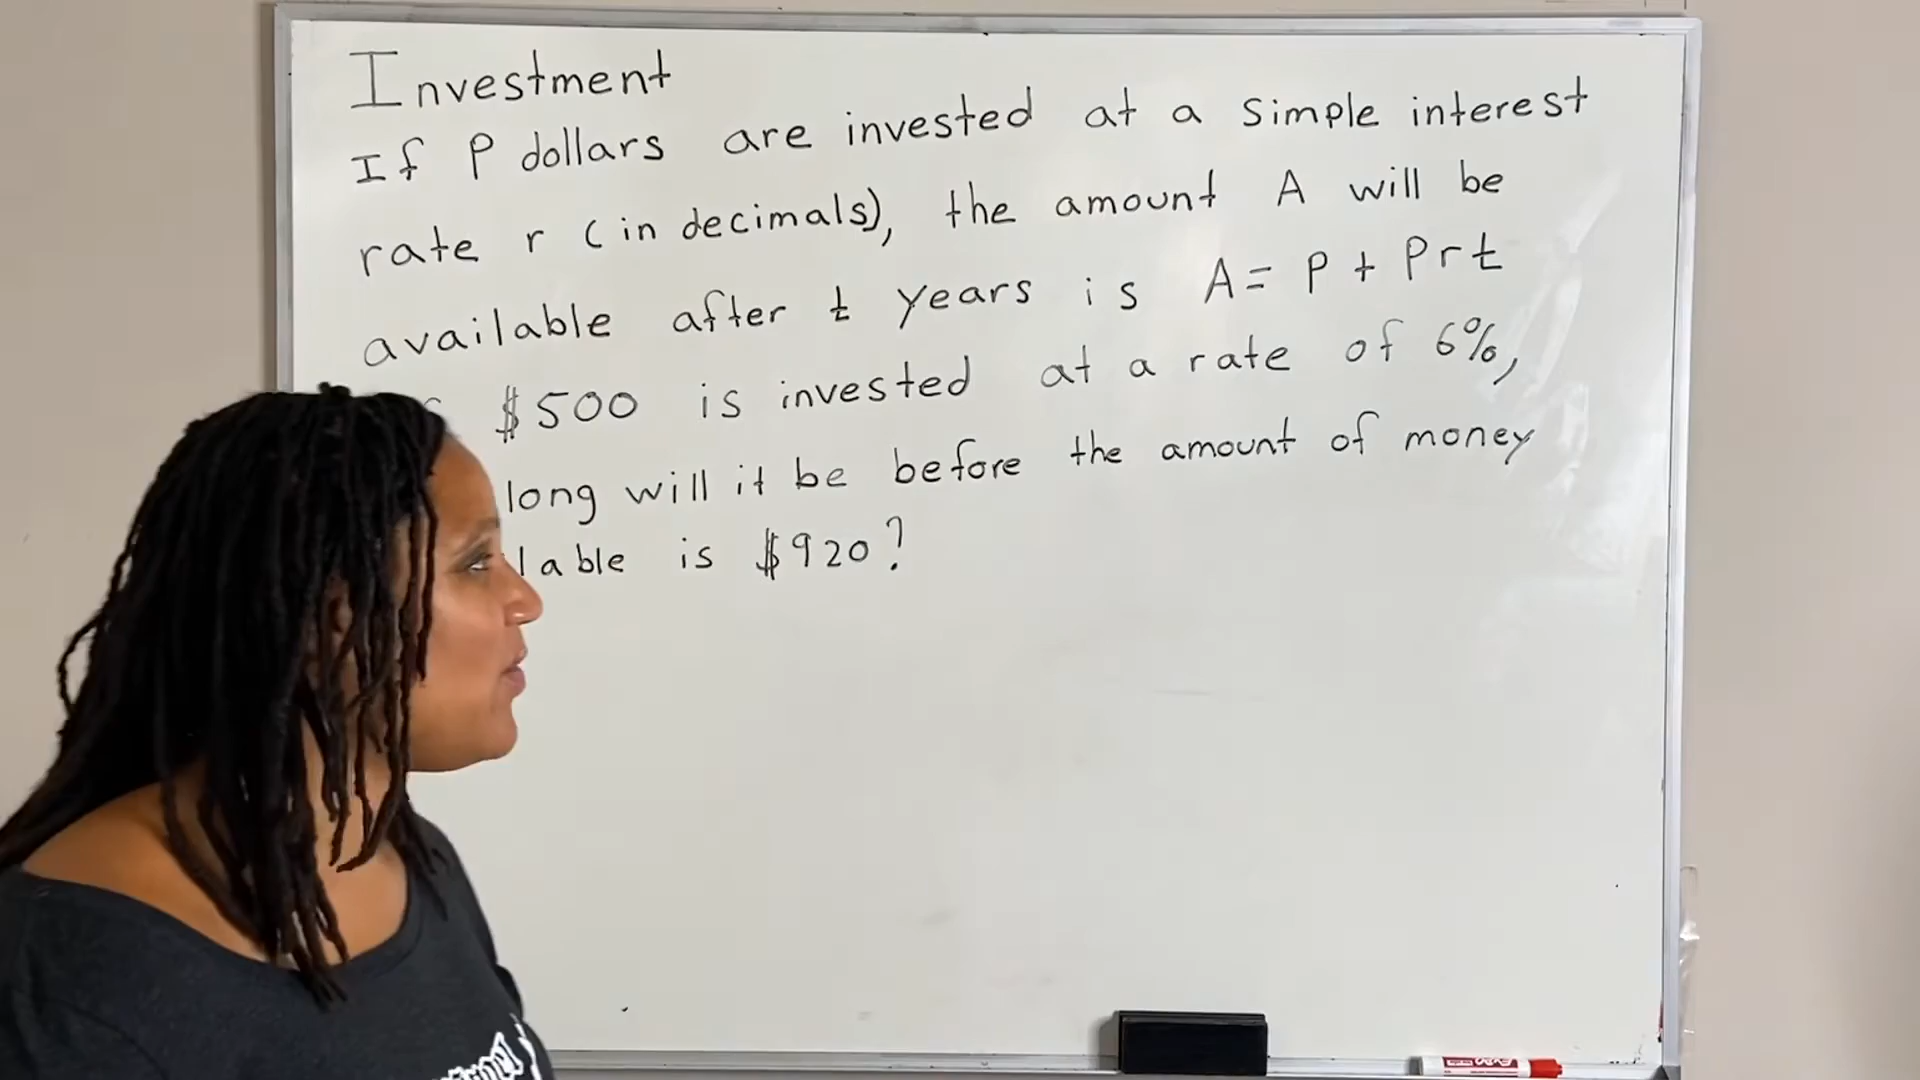 Investment
If P dollars are invested at a simple interest
rate r (in decimals), the amount A will be
available after t years is A = P + Prt
$500 is invested at a rate of 6%,
long will it be before the amount of money
lable is $920?